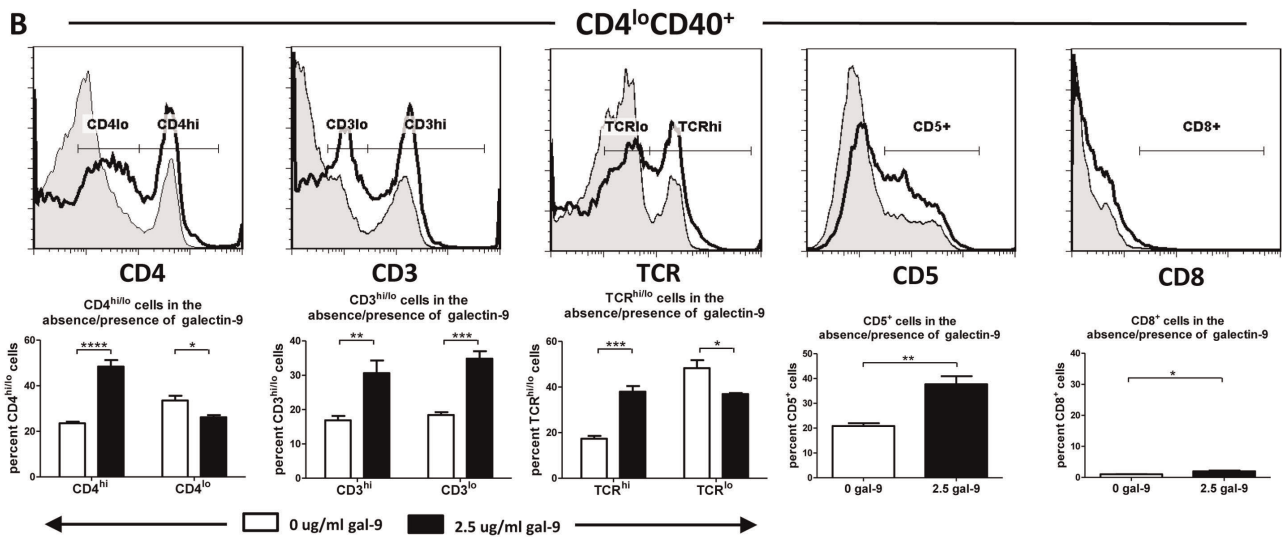 B
CD4loCD40+
CD4lo CD4hi
CD3lo CD3hi
TCRlo TCRhi
CD5+
CD8+
CD4
CD3
TCR
CD5
CD8
CD4hi/lo cells in the
absence/presence of galectin-9
percent CD4hi/lo cells
60
40
20
0
****
*
CD4hi
CD4lo
CD3hi/lo cells in the
absence/presence of galectin-9
percent CD3hi/lo cells
40
30
20
10
0
**
***
CD3hi
CD3lo
TCRhi/lo cells in the
absence/presence of galectin-9
percent TCRhi/lo cells
60
40
20
0
***
*
TCRhi
TCRlo
CD5+ cells in the
absence/presence of galectin-9
percent CD5+ cells
50
40
30
20
10
0
**
0 gal-9
2.5 gal-9
CD8+ cells in the
absence/presence of galectin-9
percent CD8+ cells
40
30
20
10
0
*
0 gal-9
2.5 gal-9
0 ug/ml gal-9
2.5 ug/ml gal-9